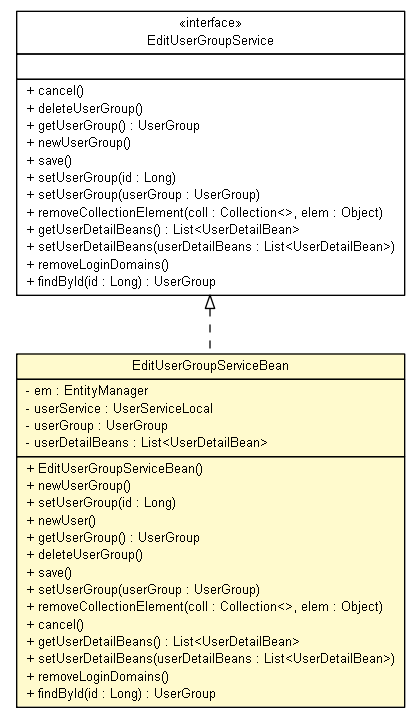 «interface»
EditUserGroupService
+ cancel()
+ deleteUserGroup()
+ getUserGroup() : UserGroup
+ newUserGroup()
+ save()
+ setUserGroup(id : Long)
+ setUserGroup(userGroup : UserGroup)
+ removeCollectionElement(coll : Collection<>, elem : Object)
+ getUserDetailBeans() : List<UserDetailBean>
+ setUserDetailBeans(userDetailBeans : List<UserDetailBean>)
+ removeLoginDomains()
+ findById(id : Long) : UserGroup
EditUserGroupServiceBean
- em : EntityManager
- userService : UserServiceLocal
- userGroup : UserGroup
- userDetailBeans : List<UserDetailBean>
+ EditUserGroupServiceBean()
+ newUserGroup()
+ setUserGroup(id : Long)
+ newUser()
+ getUserGroup() : UserGroup
+ deleteUserGroup()
+ save()
+ setUserGroup(userGroup : UserGroup)
+ removeCollectionElement(coll : Collection<>, elem : Object)
+ cancel()
+ getUserDetailBeans() : List<UserDetailBean>
+ setUserDetailBeans(userDetailBeans : List<UserDetailBean>)
+ removeLoginDomains()
+ findById(id : Long) : UserGroup